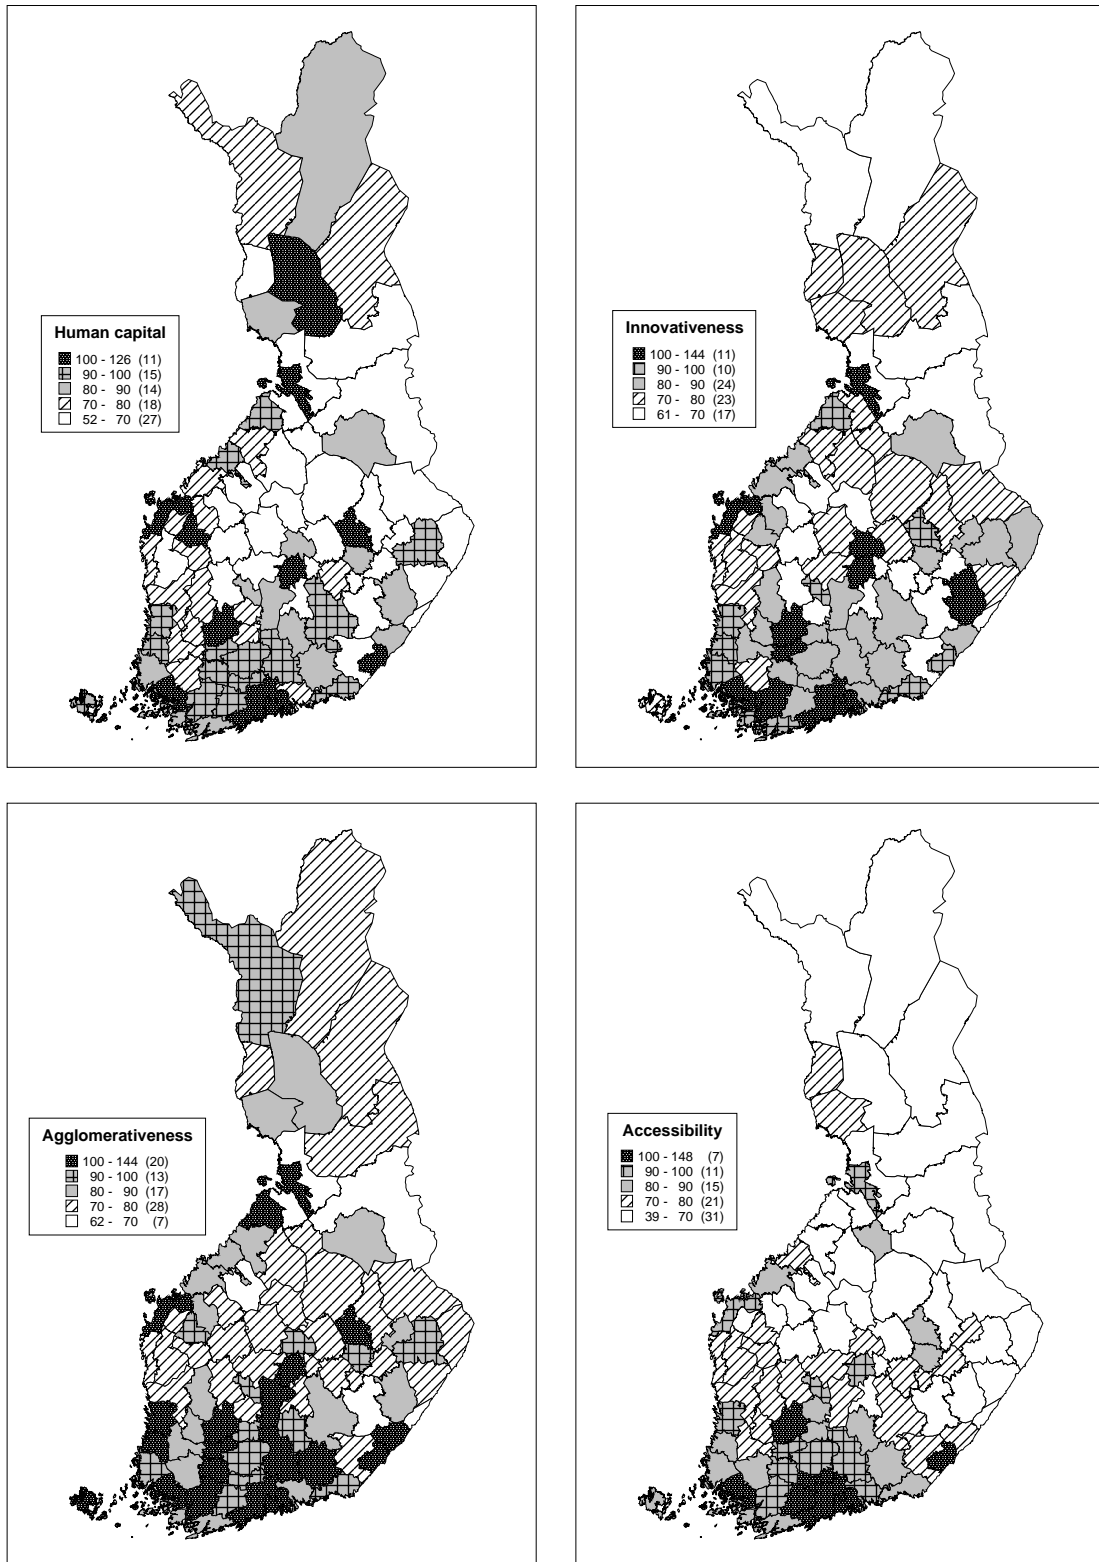 Human capital
100 - 126 (11)
90 - 100 (15)
80 - 90 (14)
70 - 80 (18)
52 - 70 (27)
Innovativeness
100 - 144 (11)
90 - 100 (10)
80 - 90 (24)
70 - 80 (23)
61 - 70 (17)
Agglomerativeness
100 - 144 (20)
90 - 100 (13)
80 - 90 (17)
70 - 80 (28)
62 - 70 (7)
Accessibility
100 - 148 (7)
90 - 100 (11)
80 - 90 (15)
70 - 80 (21)
39 - 70 (31)